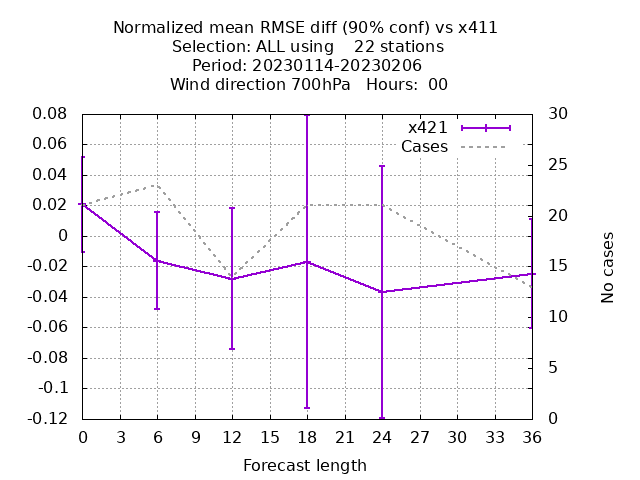 Normalized mean RMSE diff (90% conf) vs x411
Selection: ALL using    22 stations
Period: 20230114-20230206
Wind direction 700hPa   Hours:  00
0.08
0.06
0.04
0.02
0
-0.02
-0.04
-0.06
-0.08
-0.1
-0.12
x421
Cases
30
25
20
15
10
5
0
No cases
0 3 6 9 12 15 18 21 24 27 30 33 36
Forecast length